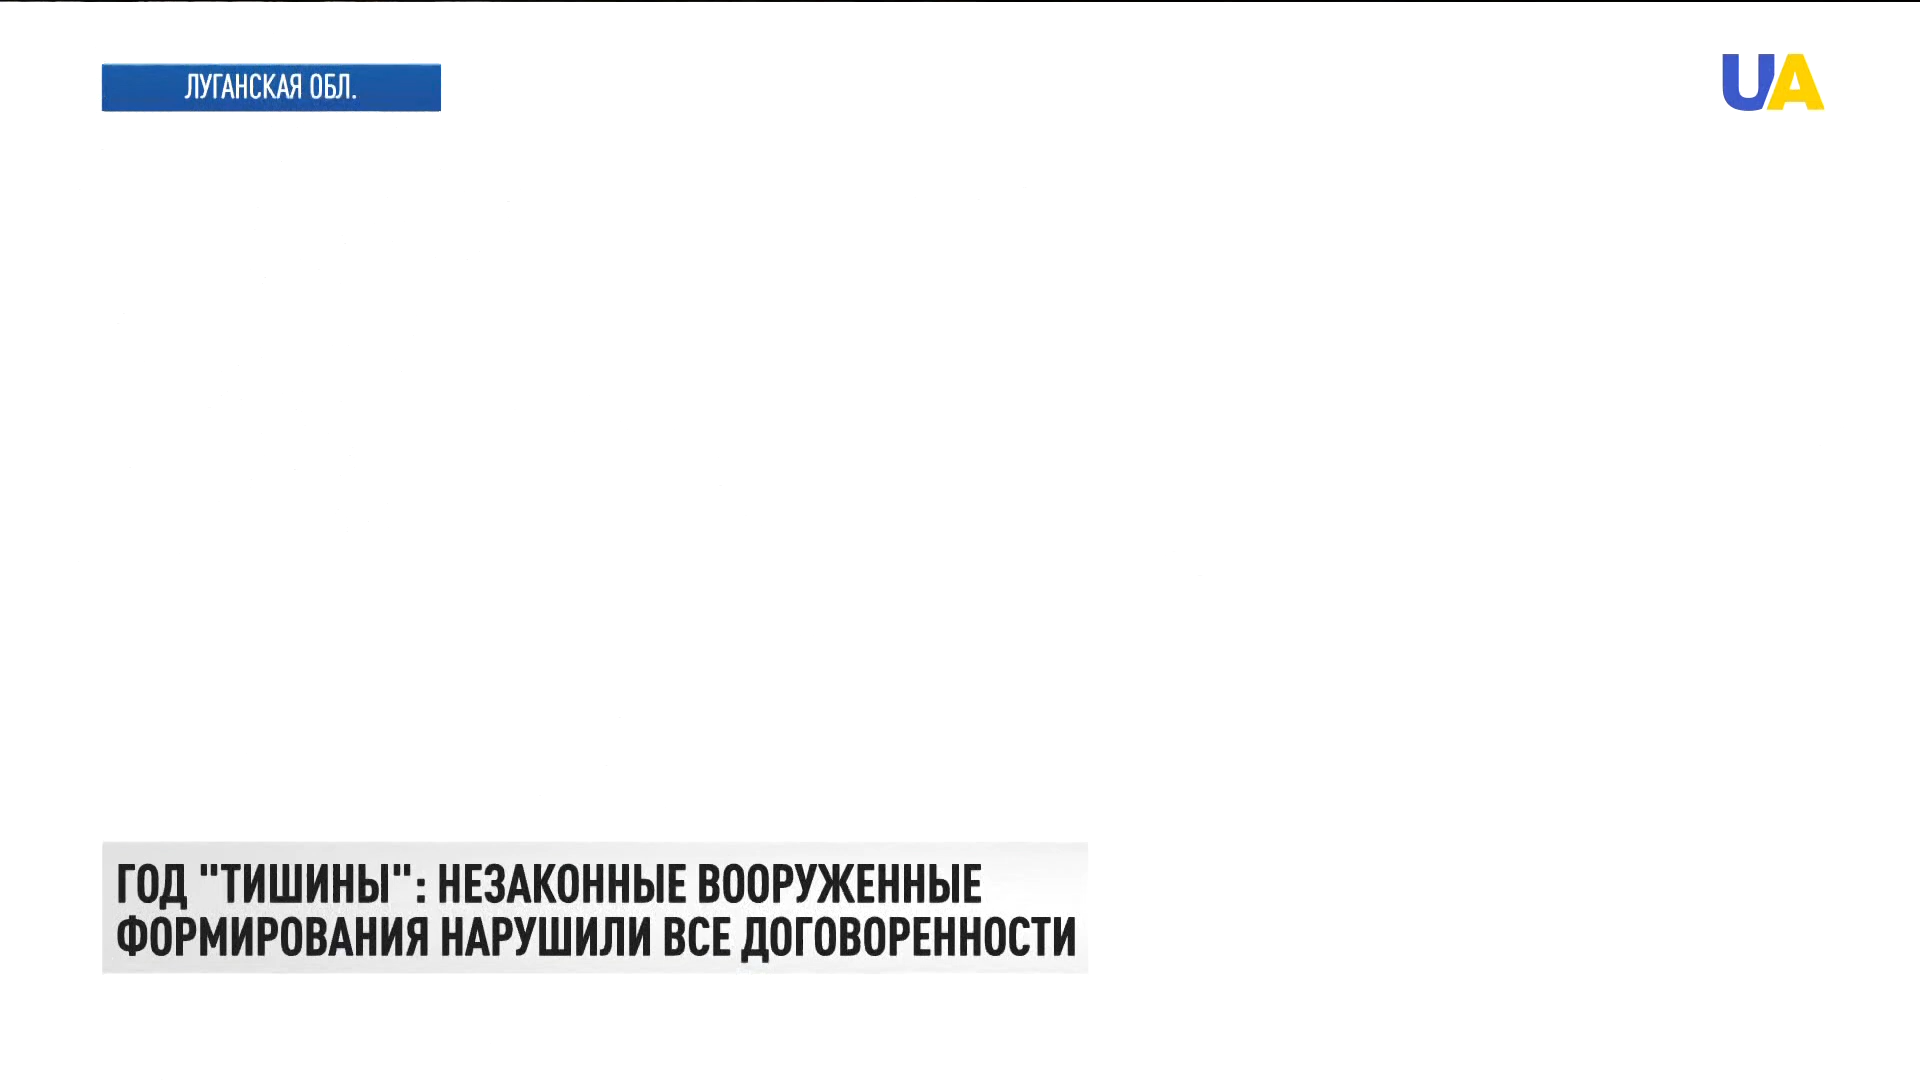 ЛУГАНСКАЯ ОБЛ.
UA
ГОД "ТИШИНЫ": НЕЗАКОННЫЕ ВООРУЖЕННЫЕ
ФОРМИРОВАНИЯ НАРУШИЛИ ВСЕ ДОГОВОРЕННОСТИ